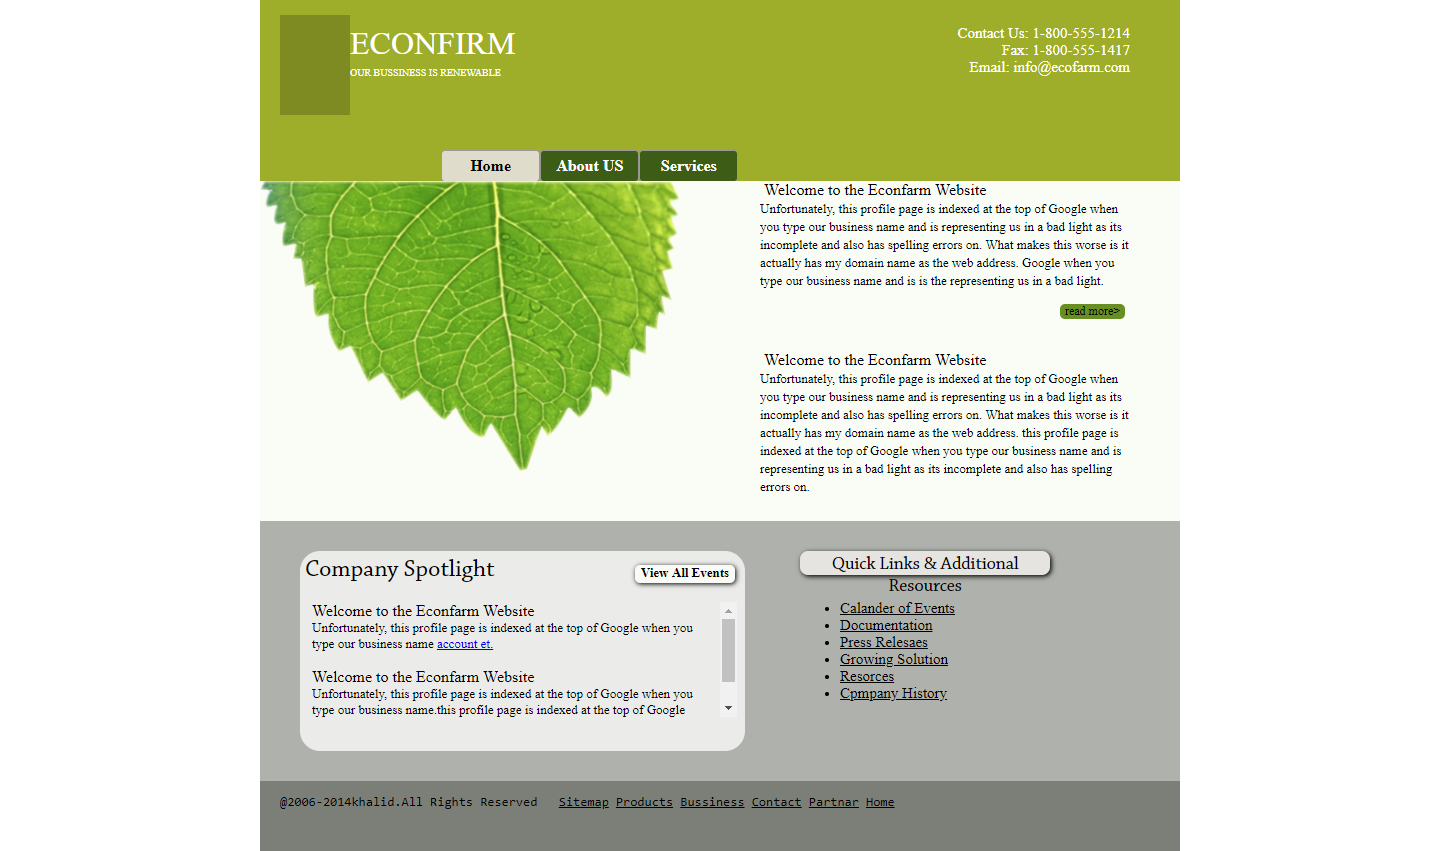 ECONFIRM
OUR BUSSINESS IS RENEWABLE
Contact Us: 1-800-555-1214
Fax: 1-800-555-1417
Email: info@ecofarm.com
Home About US Services
Welcome to the Econfarm Website
Unfortunately, this profile page is indexed at the top of Google when
you type our business name and is representing us in a bad light as its
incomplete and also has spelling errors on. What makes this worse is it
actually has my domain name as the web address. Google when you
type our business name and is is the representing us in a bad light.
read more>
Welcome to the Econfarm Website
Unfortunately, this profile page is indexed at the top of Google when
you type our business name and is representing us in a bad light as its
incomplete and also has spelling errors on. What makes this worse is it
actually has my domain name as the web address. this profile page is
indexed at the top of Google when you type our business name and is
representing us in a bad light as its incomplete and also has spelling
errors on.
Company Spotlight
View All Events
Welcome to the Econfarm Website
Unfortunately, this profile page is indexed at the top of Google when you
type our business name account et.
Welcome to the Econfarm Website
Unfortunately, this profile page is indexed at the top of Google when you
type our business name.this profile page is indexed at the top of Google
Quick Links & Additional
Resources
Calander of Events
Documentation
Press Relesaes
Growing Solution
Resorces
Cpmpany History
@2006-2014khalid.All Rights Reserved Sitemap Products Bussiness Contact Partnar Home